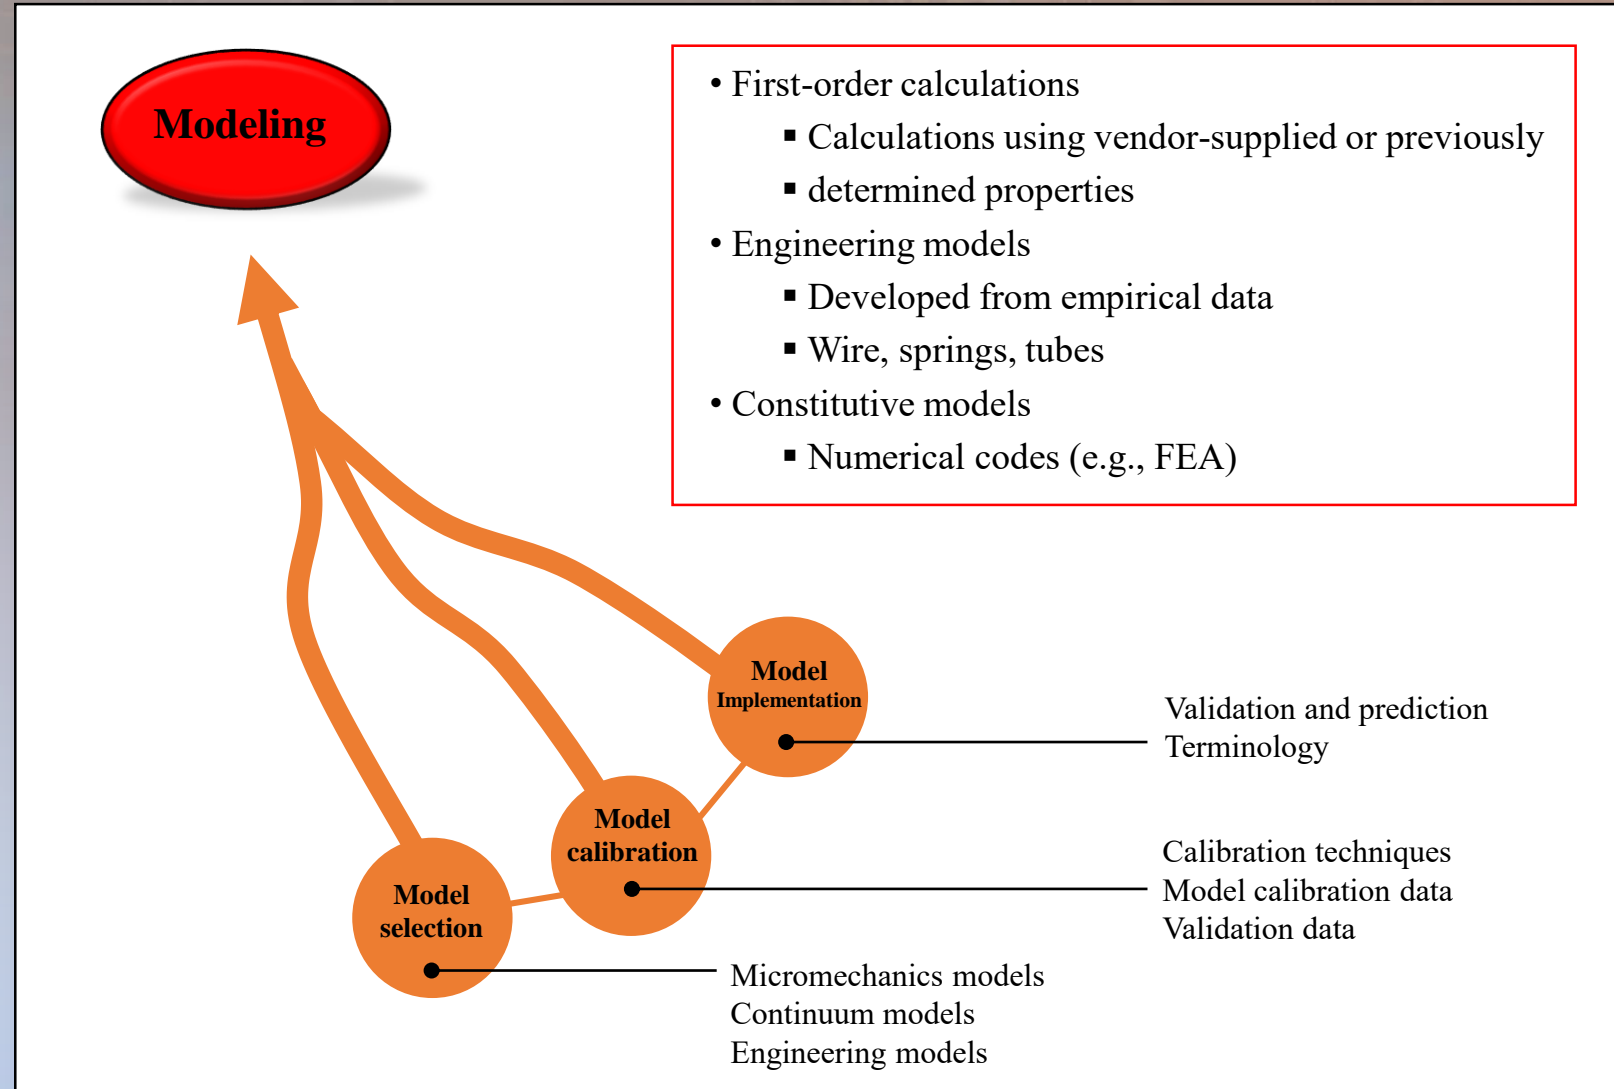 Modeling
• First-order calculations
▪ Calculations using vendor-supplied or previously
▪ determined properties
• Engineering models
▪ Developed from empirical data
▪ Wire, springs, tubes
• Constitutive models
▪ Numerical codes (e.g., FEA)
Model
Implementation
Validation and prediction
Terminology
Model
calibration
Calibration techniques
Model calibration data
Validation data
Model
selection
Micromechanics models
Continuum models
Engineering models